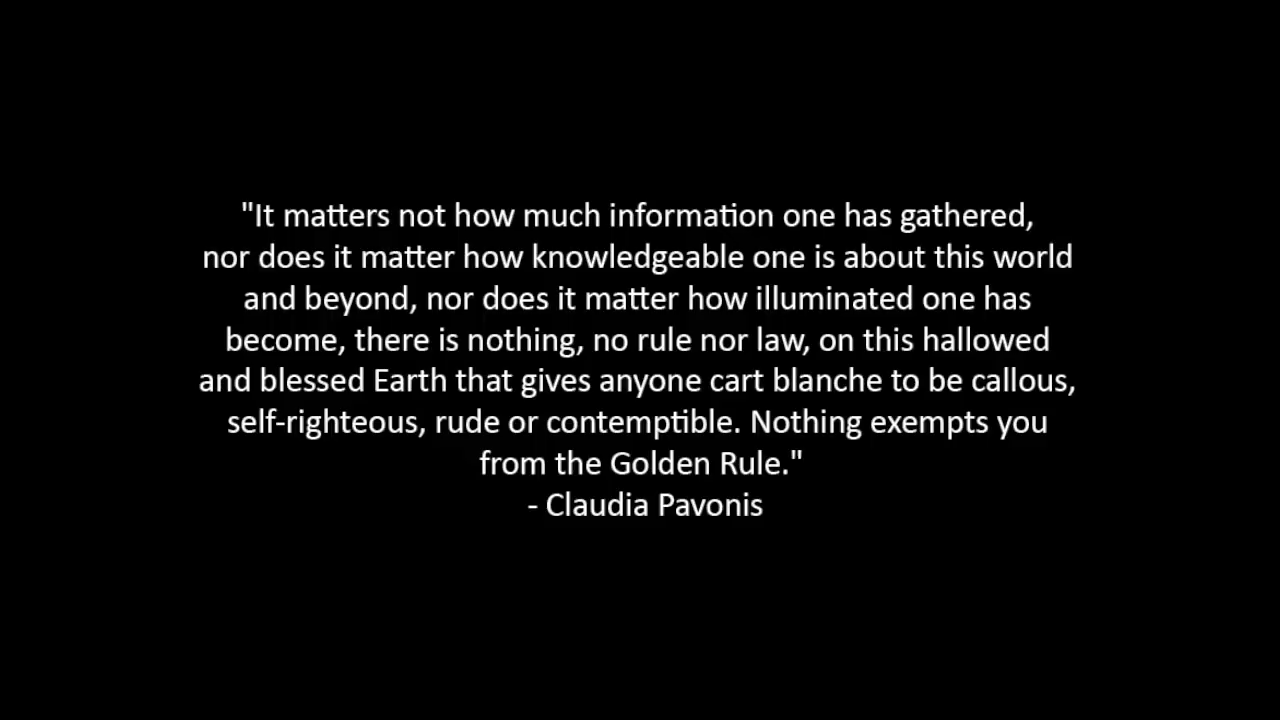 "It matters not how much information one has gathered,
nor does it matter how knowledgeable one is about this world
and beyond, nor does it matter how illuminated one has
become, there is nothing, no rule nor law, on this hallowed
and blessed Earth that gives anyone cart blanche to be callous,
self-righteous, rude or contemptible. Nothing exempts you
from the Golden Rule."
- Claudia Pavonis